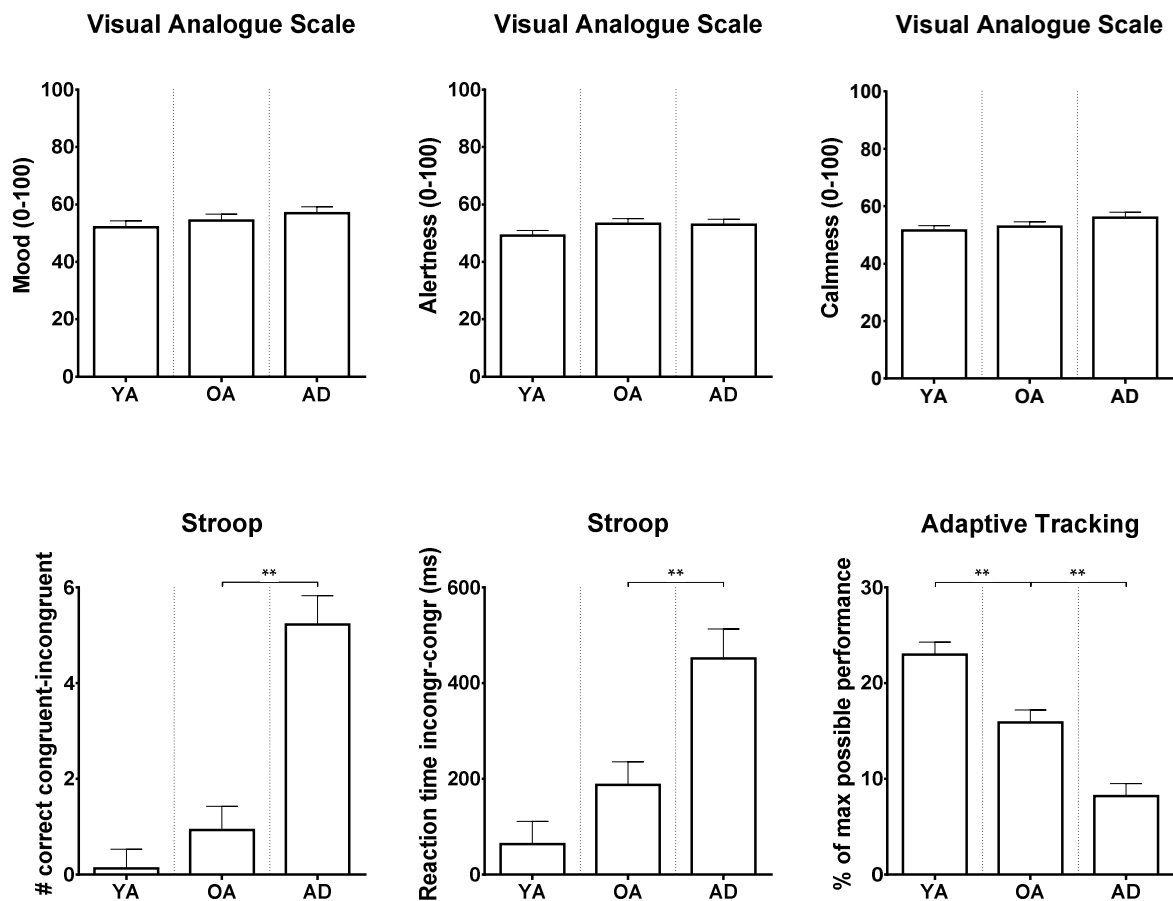 Visual Analogue Scale
Mood (0-100)
100
80
60
40
20
0
YA OA AD
Visual Analogue Scale
Alertness (0-100)
100
80
60
40
20
0
YA OA AD
Visual Analogue Scale
Calmness (0-100)
100
80
60
40
20
0
YA OA AD
Stroop
# correct congruent-incongruent
6
4
2
0
**
YA OA AD
Stroop
Reaction time incongr-congr (ms)
600
400
200
0
**
YA OA AD
Adaptive Tracking
% of max possible performance
30
20
10
0
** **
YA OA AD